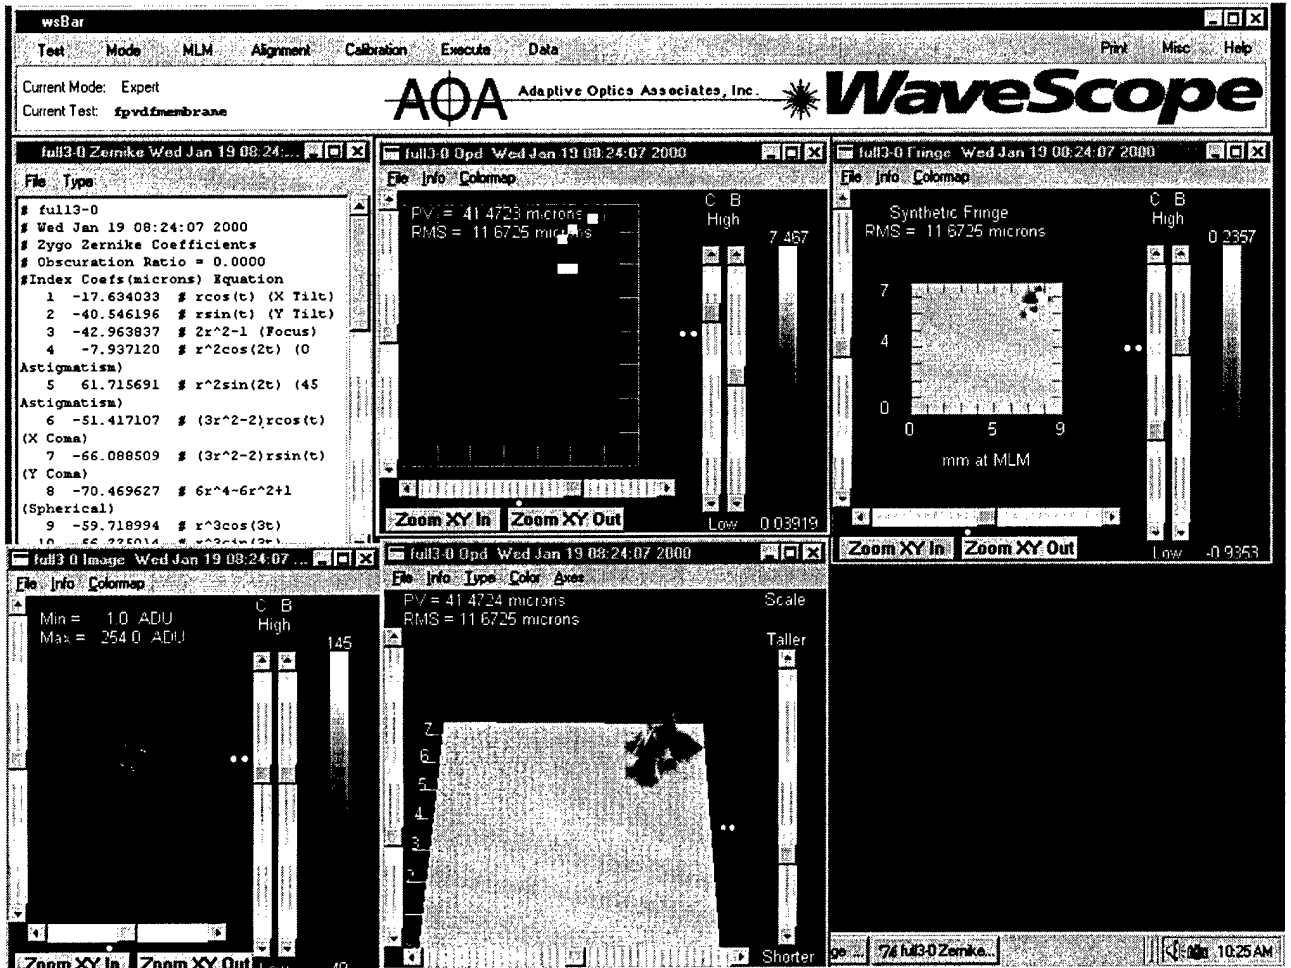 wsBar
Test Mode MLM Alignment Calibration Execute Data Print Misc Help
Current Mode: Expert
Current Test: fpvdfmembrane
AOA Adaptive Optics Associates, Inc. WaveScope
full3-0 Zernike Wed Jan 19 08:24:...
File Type
# full3-0
# Wed Jan 19 08:24:07 2000
# Zygo Zernike Coefficients
# Obscuration Ratio = 0.0000
#Index Coefs(microns) Equation
1 -17.634033 # rcos(t) (X Tilt)
2 -40.546196 # rsin(t) (Y Tilt)
3 -42.963837 # 2r^2-1 (Focus)
4 -7.937120 # r^2cos(2t) (0
Astigmatism)
5 61.715691 # r^2sin(2t) (45
Astigmatism)
6 -51.417107 # (3r^2-2)rcos(t)
(X Coma)
7 -66.088509 # (3r^2-2)rsin(t)
(Y Coma)
8 -70.469627 # 6r^4-6r^2+1
(Spherical)
9 -59.718994 # r^3cos(3t)
full3-0 Opd Wed Jan 19 08:24:07 2000
File Info Colormap
PV = 41.4723 microns
RMS = 11.6725 microns
C B
High
7.467
Low 0.03919
Zoom XY In Zoom XY Out
full3-0 Fringe Wed Jan 19 08:24:07 2000
File Info Colormap
Synthetic Fringe
RMS = 11.6725 microns
C B
High
0.2357
7
4
0
0 5 9
mm at MLM
Zoom XY In Zoom XY Out
Low -0.9353
full3-0 Image Wed Jan 19 08:24:07 ...
File Info Colormap
Min = 1.0 ADU
Max = 254.0 ADU
C B
High
145
Zoom XY In Zoom XY Out
full3-0 Opd Wed Jan 19 08:24:07 2000
File Info Type Color Axes
PV = 41.4724 microns
RMS = 11.6725 microns
Scale
Taller
7
6
5
4
3
2
Shorter
ge ... full3-0 Zernike... 10:25 AM